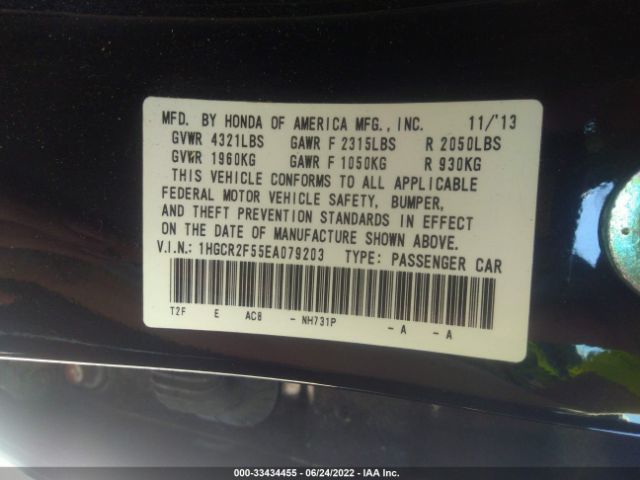 MFD. BY HONDA OF AMERICA MFG., INC. 11/'13
GVWR 4321LBS GAWR F 2315LBS R 2050LBS
GVWR 1960KG GAWR F 1050KG R 930KG
THIS VEHICLE CONFORMS TO ALL APPLICABLE
FEDERAL MOTOR VEHICLE SAFETY, BUMPER,
AND THEFT PREVENTION STANDARDS IN EFFECT
ON THE DATE OF MANUFACTURE SHOWN ABOVE.
V.I.N.: 1HGCR2F55EA079203 TYPE: PASSENGER CAR
T2F E AC8 - NH731P - A - A
000-33434455 - 06/24/2022 - IAA Inc.